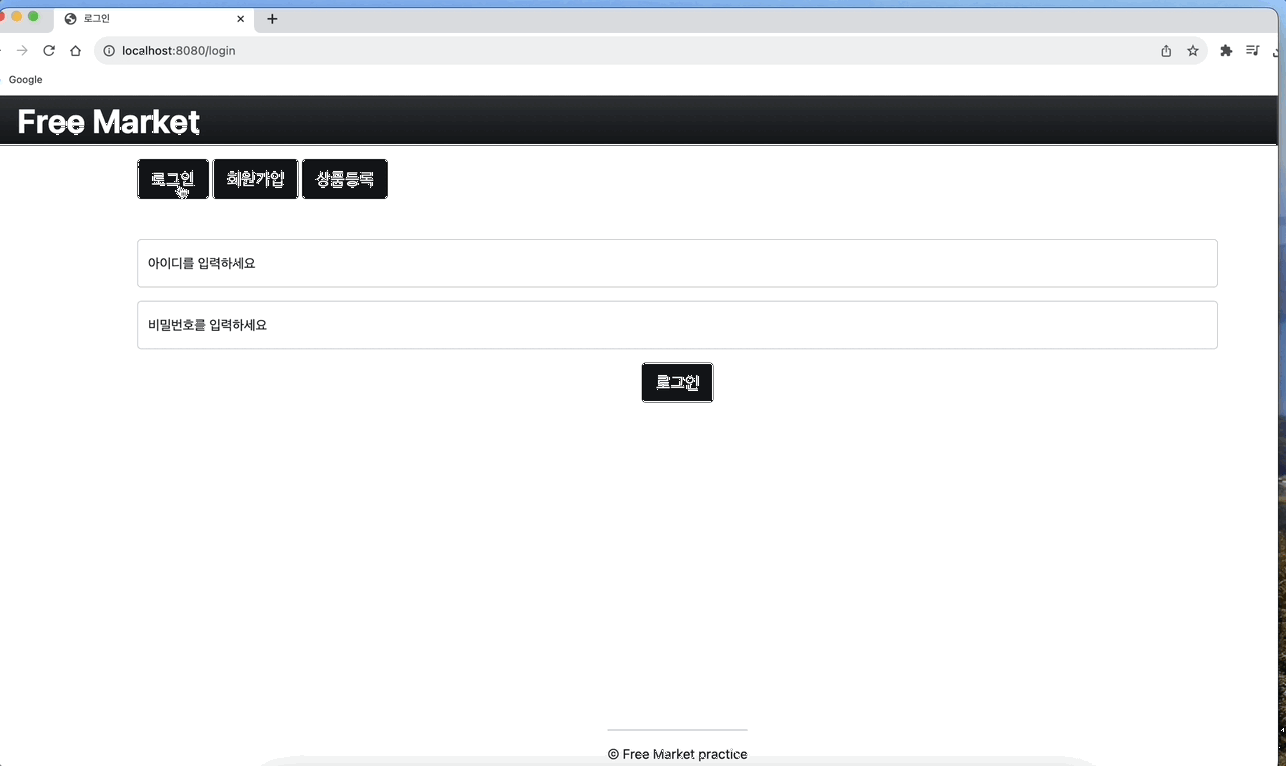 로그인
localhost:8080/login
Google
Free Market
로그인 회원가입 상품등록
아이디를 입력하세요
비밀번호를 입력하세요
로그인
© Free Market practice